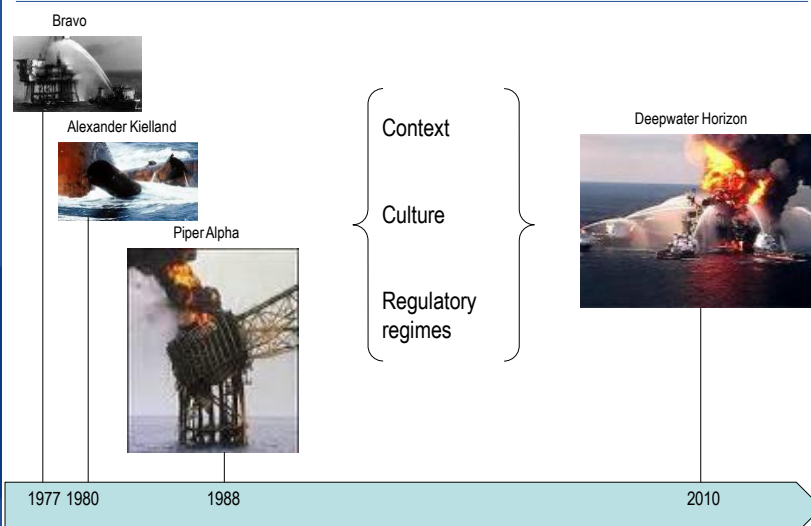 Bravo
Alexander Kielland
Piper Alpha
Context
Culture
Regulatory
regimes
Deepwater Horizon
1977 1980 1988 2010